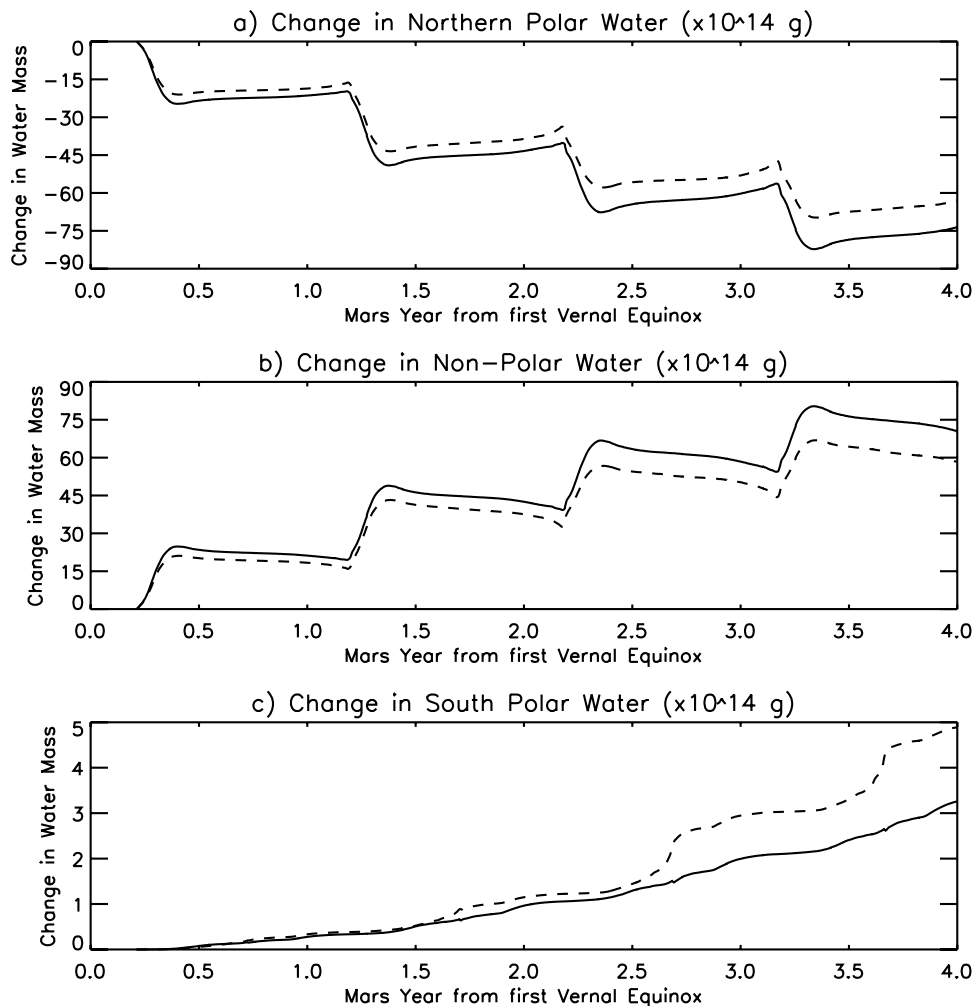 a) Change in Northern Polar Water (x10^14 g)
Change in Water Mass
0
-15
-30
-45
-60
-75
-90
0.0 0.5 1.0 1.5 2.0 2.5 3.0 3.5 4.0
Mars Year from first Vernal Equinox
b) Change in Non-Polar Water (x10^14 g)
Change in Water Mass
90
75
60
45
30
15
0
0.0 0.5 1.0 1.5 2.0 2.5 3.0 3.5 4.0
Mars Year from first Vernal Equinox
c) Change in South Polar Water (x10^14 g)
Change in Water Mass
5
4
3
2
1
0
0.0 0.5 1.0 1.5 2.0 2.5 3.0 3.5 4.0
Mars Year from first Vernal Equinox